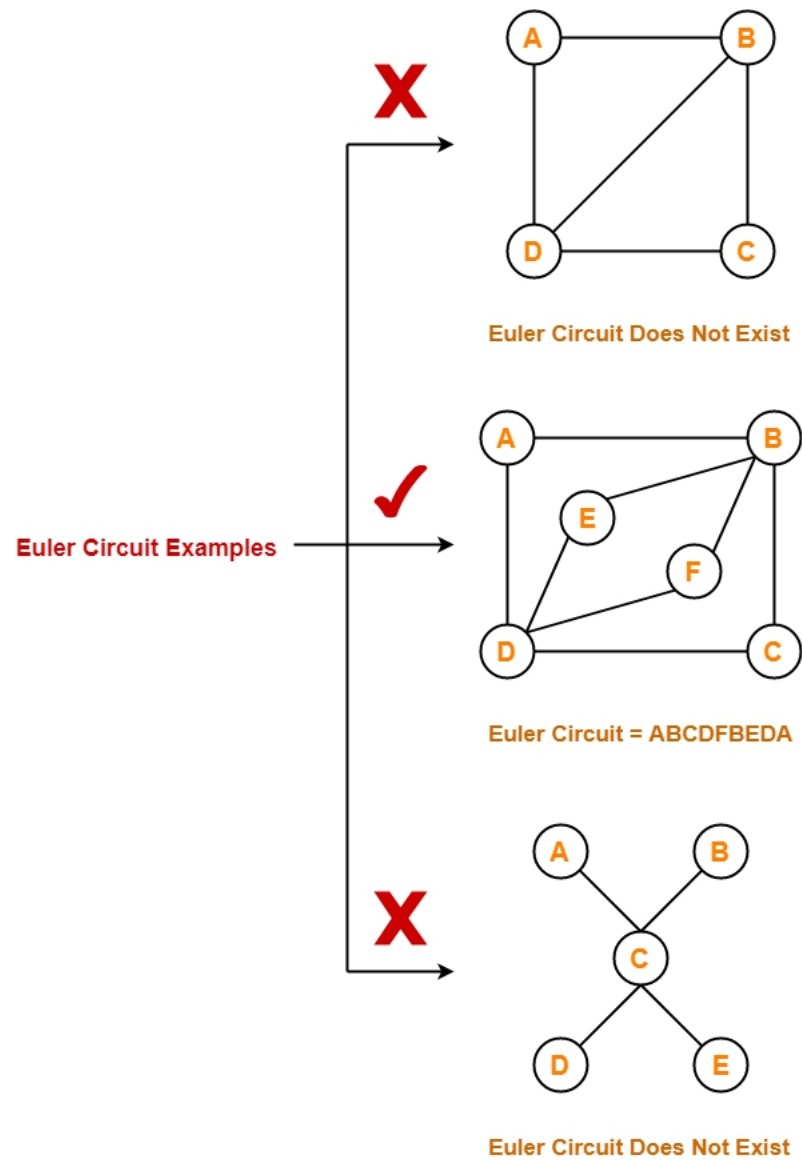 X
A B
D C
Euler Circuit Does Not Exist
A B
E
Euler Circuit Examples
F
D C
Euler Circuit = ABCDFBEDA
A B
X
C
D E
Euler Circuit Does Not Exist